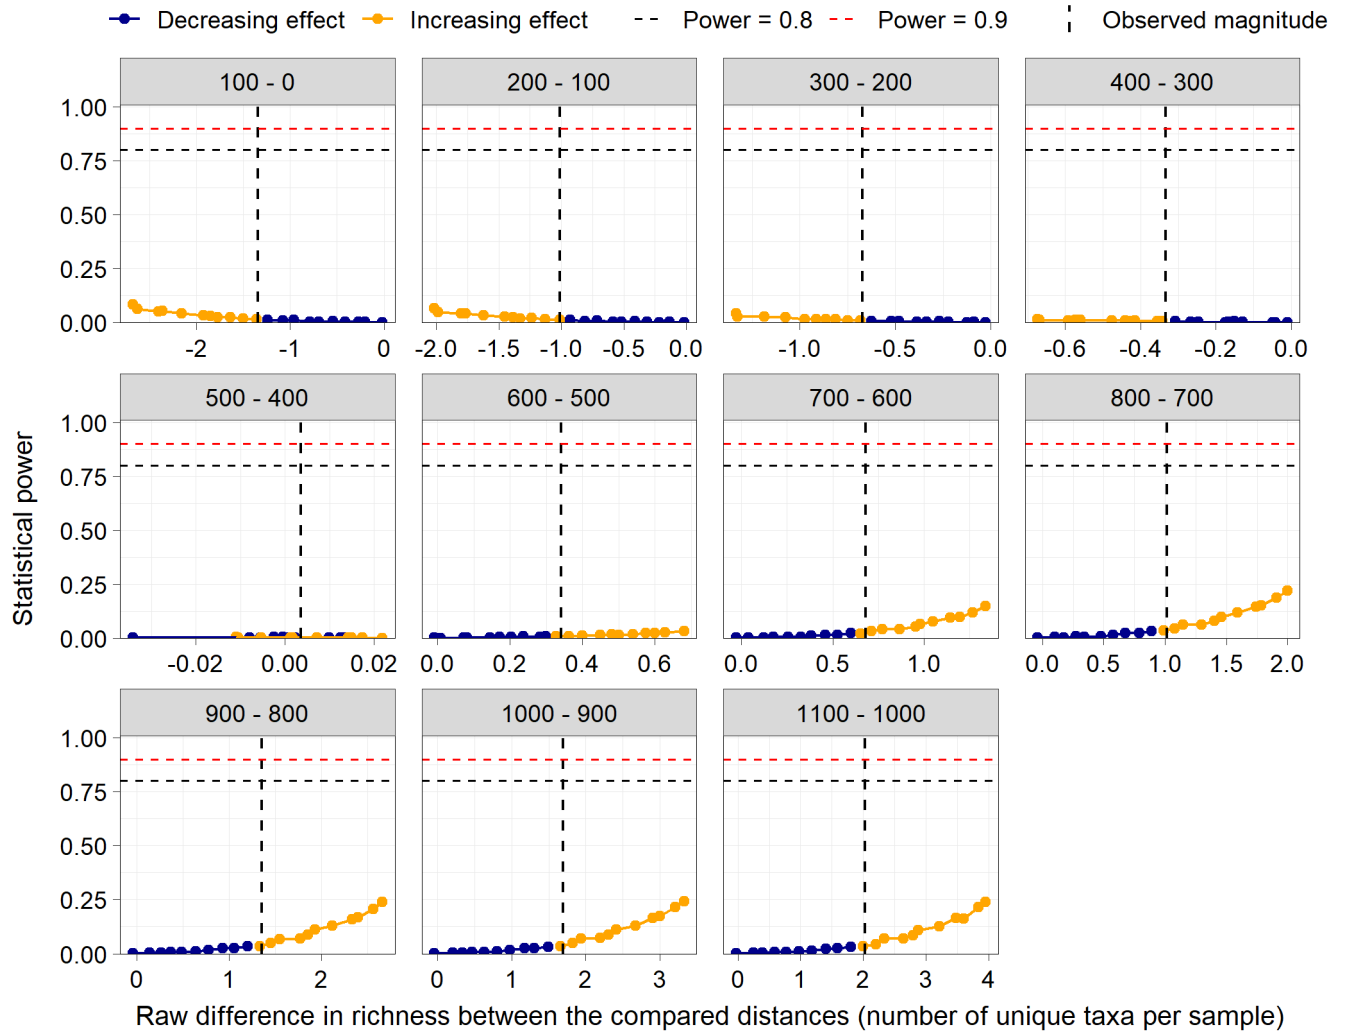 Decreasing effect Increasing effect Power = 0.8 Power = 0.9 Observed magnitude
100 - 0 200 - 100 300 - 200 400 - 300
1.00
0.75
0.50
0.25
0.00
-2 -1 0 -2.0 -1.5 -1.0 -0.5 0.0 -1.0 -0.5 0.0 -0.6 -0.4 -0.2 0.0
500 - 400 600 - 500 700 - 600 800 - 700
1.00
0.75
0.50
0.25
0.00
-0.02 0.00 0.02 0.0 0.2 0.4 0.6 0.0 0.5 1.0 0.0 0.5 1.0 1.5 2.0
Statistical power
900 - 800 1000 - 900 1100 - 1000
1.00
0.75
0.50
0.25
0.00
0 1 2 0 1 2 3 0 1 2 3 4
Raw difference in richness between the compared distances (number of unique taxa per sample)